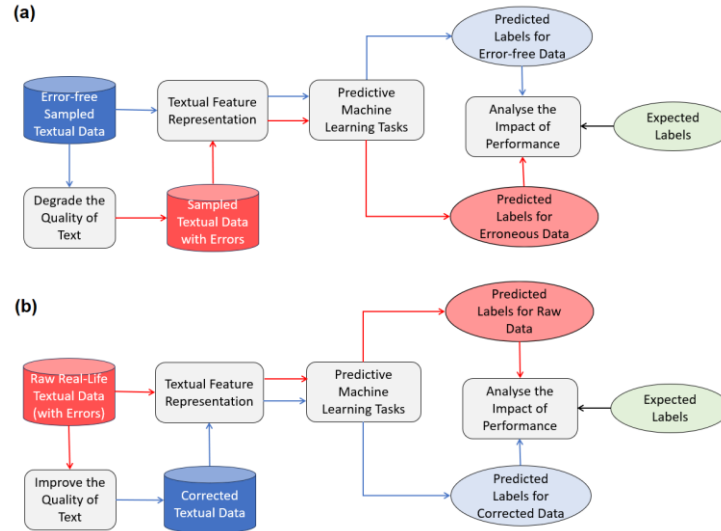 (a)
Predicted
Labels for
Error-free Data
Error-free
Sampled
Textual Data
Textual Feature
Representation
Predictive
Machine
Learning Tasks
Analyse the
Impact of
Performance
Expected
Labels
Degrade the
Quality of
Text
Sampled
Textual Data
with Errors
Predicted
Labels for
Erroneous Data
(b)
Predicted
Labels for Raw
Data
Raw Real-Life
Textual Data
(with Errors)
Textual Feature
Representation
Predictive
Machine
Learning Tasks
Analyse the
Impact of
Performance
Expected
Labels
Improve the
Quality of
Text
Corrected
Textual Data
Predicted
Labels for
Corrected Data